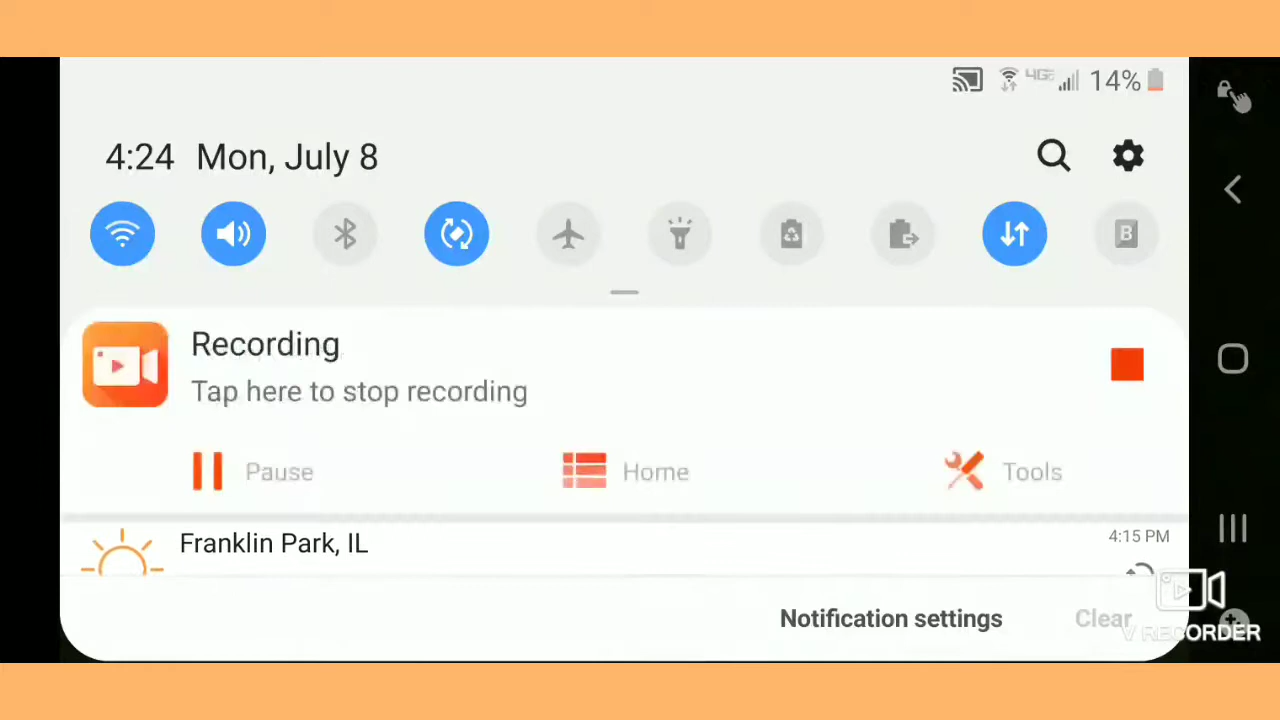 4G 14%
4:24 Mon, July 8
B
Recording
Tap here to stop recording
Pause
Home
Tools
Franklin Park, IL
4:15 PM
Notification settings
Clear
V RECORDER